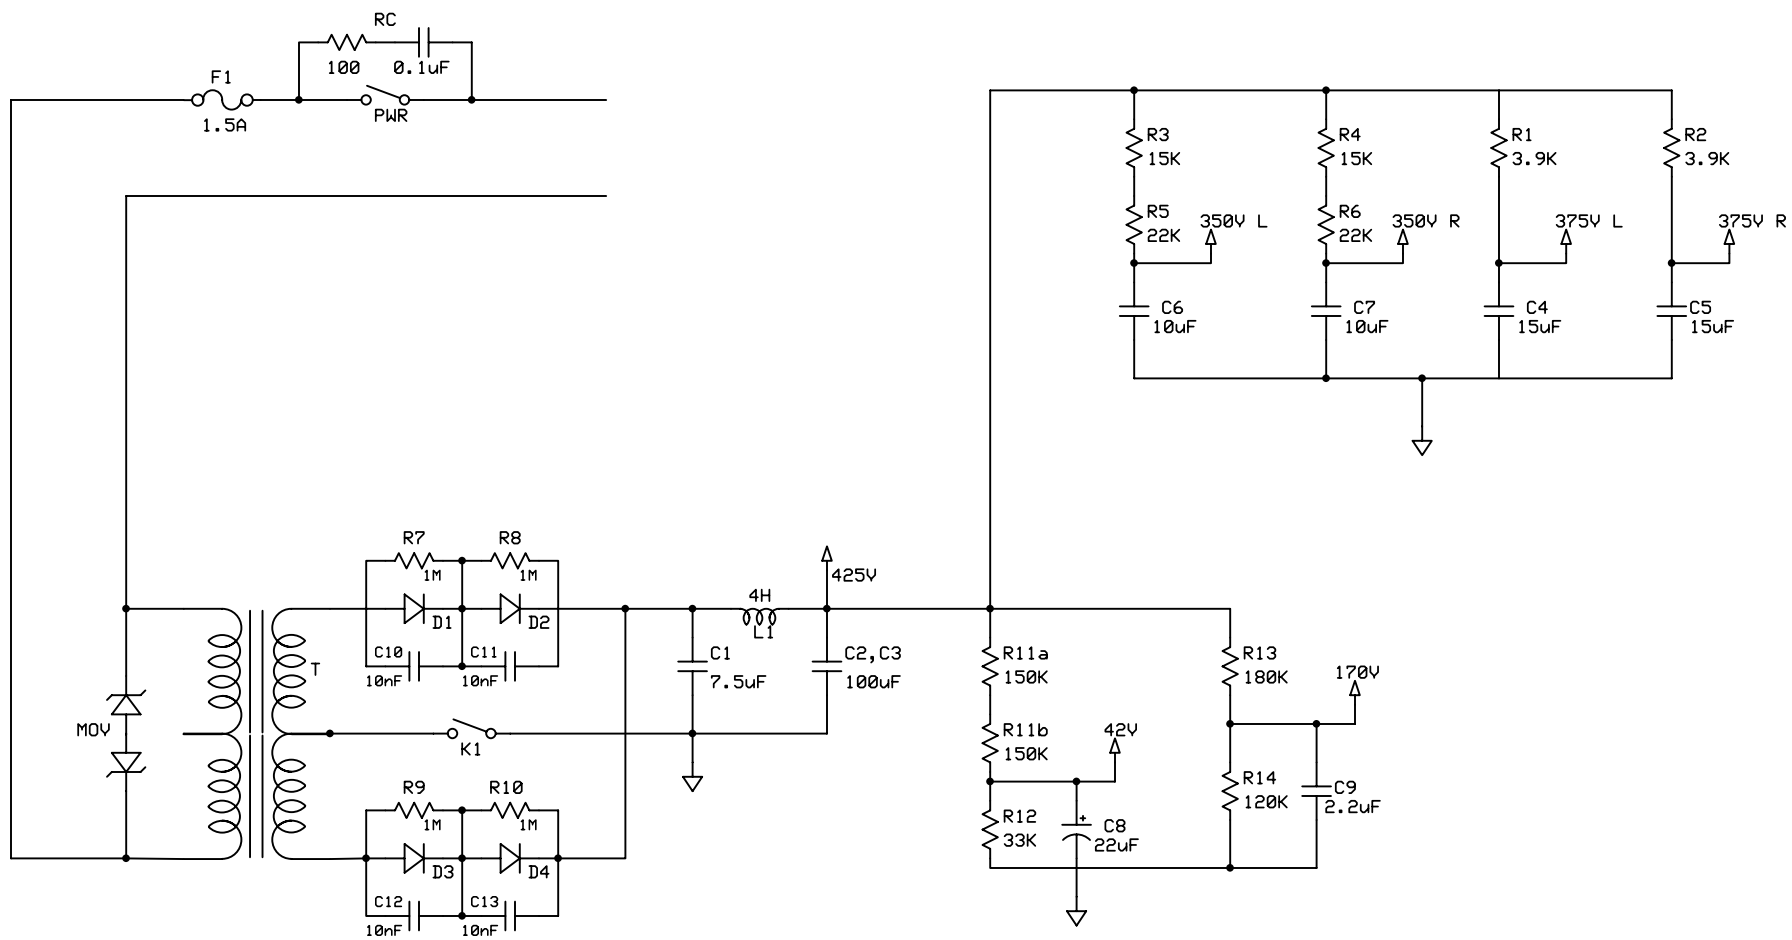 RC
100 0.1uF
F1
1.5A
PWR
R3
15K
R4
15K
R1
3.9K
R2
3.9K
R5
22K
350V L
R6
22K
350V R
375V L
375V R
C6
10uF
C7
10uF
C4
15uF
C5
15uF
R7
1M
R8
1M
D1
D2
C10
10nF
C11
10nF
T
MOV
K1
4H
L1
425V
C1
7.5uF
C2,C3
100uF
R9
1M
R10
1M
D3
D4
C12
10nF
C13
10nF
R11a
150K
R11b
150K
42V
R12
33K
C8
+
22uF
R13
180K
170V
R14
120K
C9
2.2uF